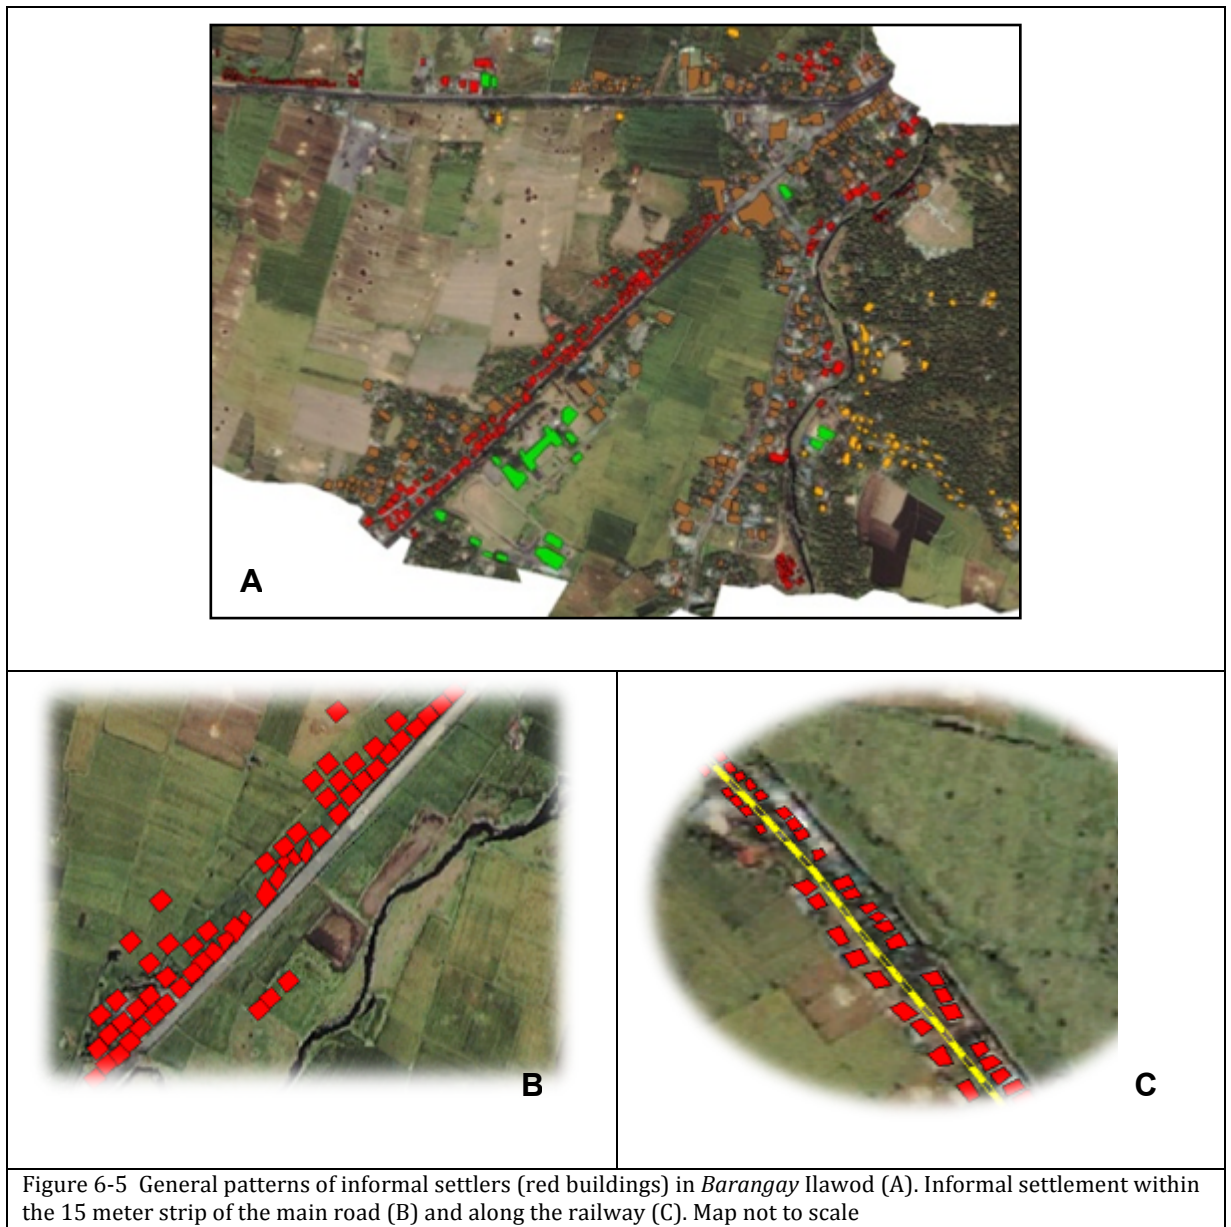 A
B
C
Figure 6-5 General patterns of informal settlers (red buildings) in Barangay Ilawod (A). Informal settlement within
the 15 meter strip of the main road (B) and along the railway (C). Map not to scale